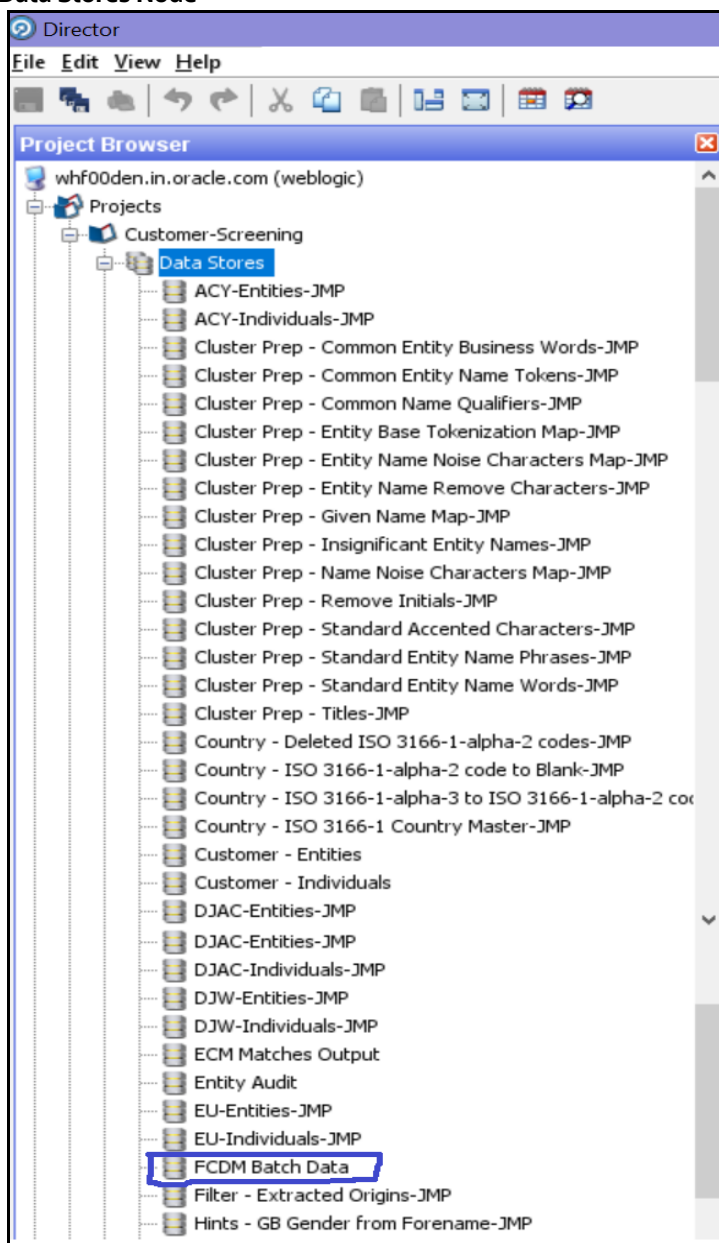 Data Stores Node
Director
File Edit View Help
Project Browser
whf00den.in.oracle.com (weblogic)
Projects
Customer-Screening
Data Stores
ACY-Entities-JMP
ACY-Individuals-JMP
Cluster Prep - Common Entity Business Words-JMP
Cluster Prep - Common Entity Name Tokens-JMP
Cluster Prep - Common Name Qualifiers-JMP
Cluster Prep - Entity Base Tokenization Map-JMP
Cluster Prep - Entity Name Noise Characters Map-JMP
Cluster Prep - Entity Name Remove Characters-JMP
Cluster Prep - Given Name Map-JMP
Cluster Prep - Insignificant Entity Names-JMP
Cluster Prep - Name Noise Characters Map-JMP
Cluster Prep - Remove Initials-JMP
Cluster Prep - Standard Accented Characters-JMP
Cluster Prep - Standard Entity Name Phrases-JMP
Cluster Prep - Standard Entity Name Words-JMP
Cluster Prep - Titles-JMP
Country - Deleted ISO 3166-1-alpha-2 codes-JMP
Country - ISO 3166-1-alpha-2 code to Blank-JMP
Country - ISO 3166-1-alpha-3 to ISO 3166-1-alpha-2 co
Country - ISO 3166-1 Country Master-JMP
Customer - Entities
Customer - Individuals
DJAC-Entities-JMP
DJAC-Entities-JMP
DJAC-Individuals-JMP
DJW-Entities-JMP
DJW-Individuals-JMP
ECM Matches Output
Entity Audit
EU-Entities-JMP
EU-Individuals-JMP
FCDM Batch Data
Filter - Extracted Origins-JMP
Hints - GB Gender from Forename-JMP